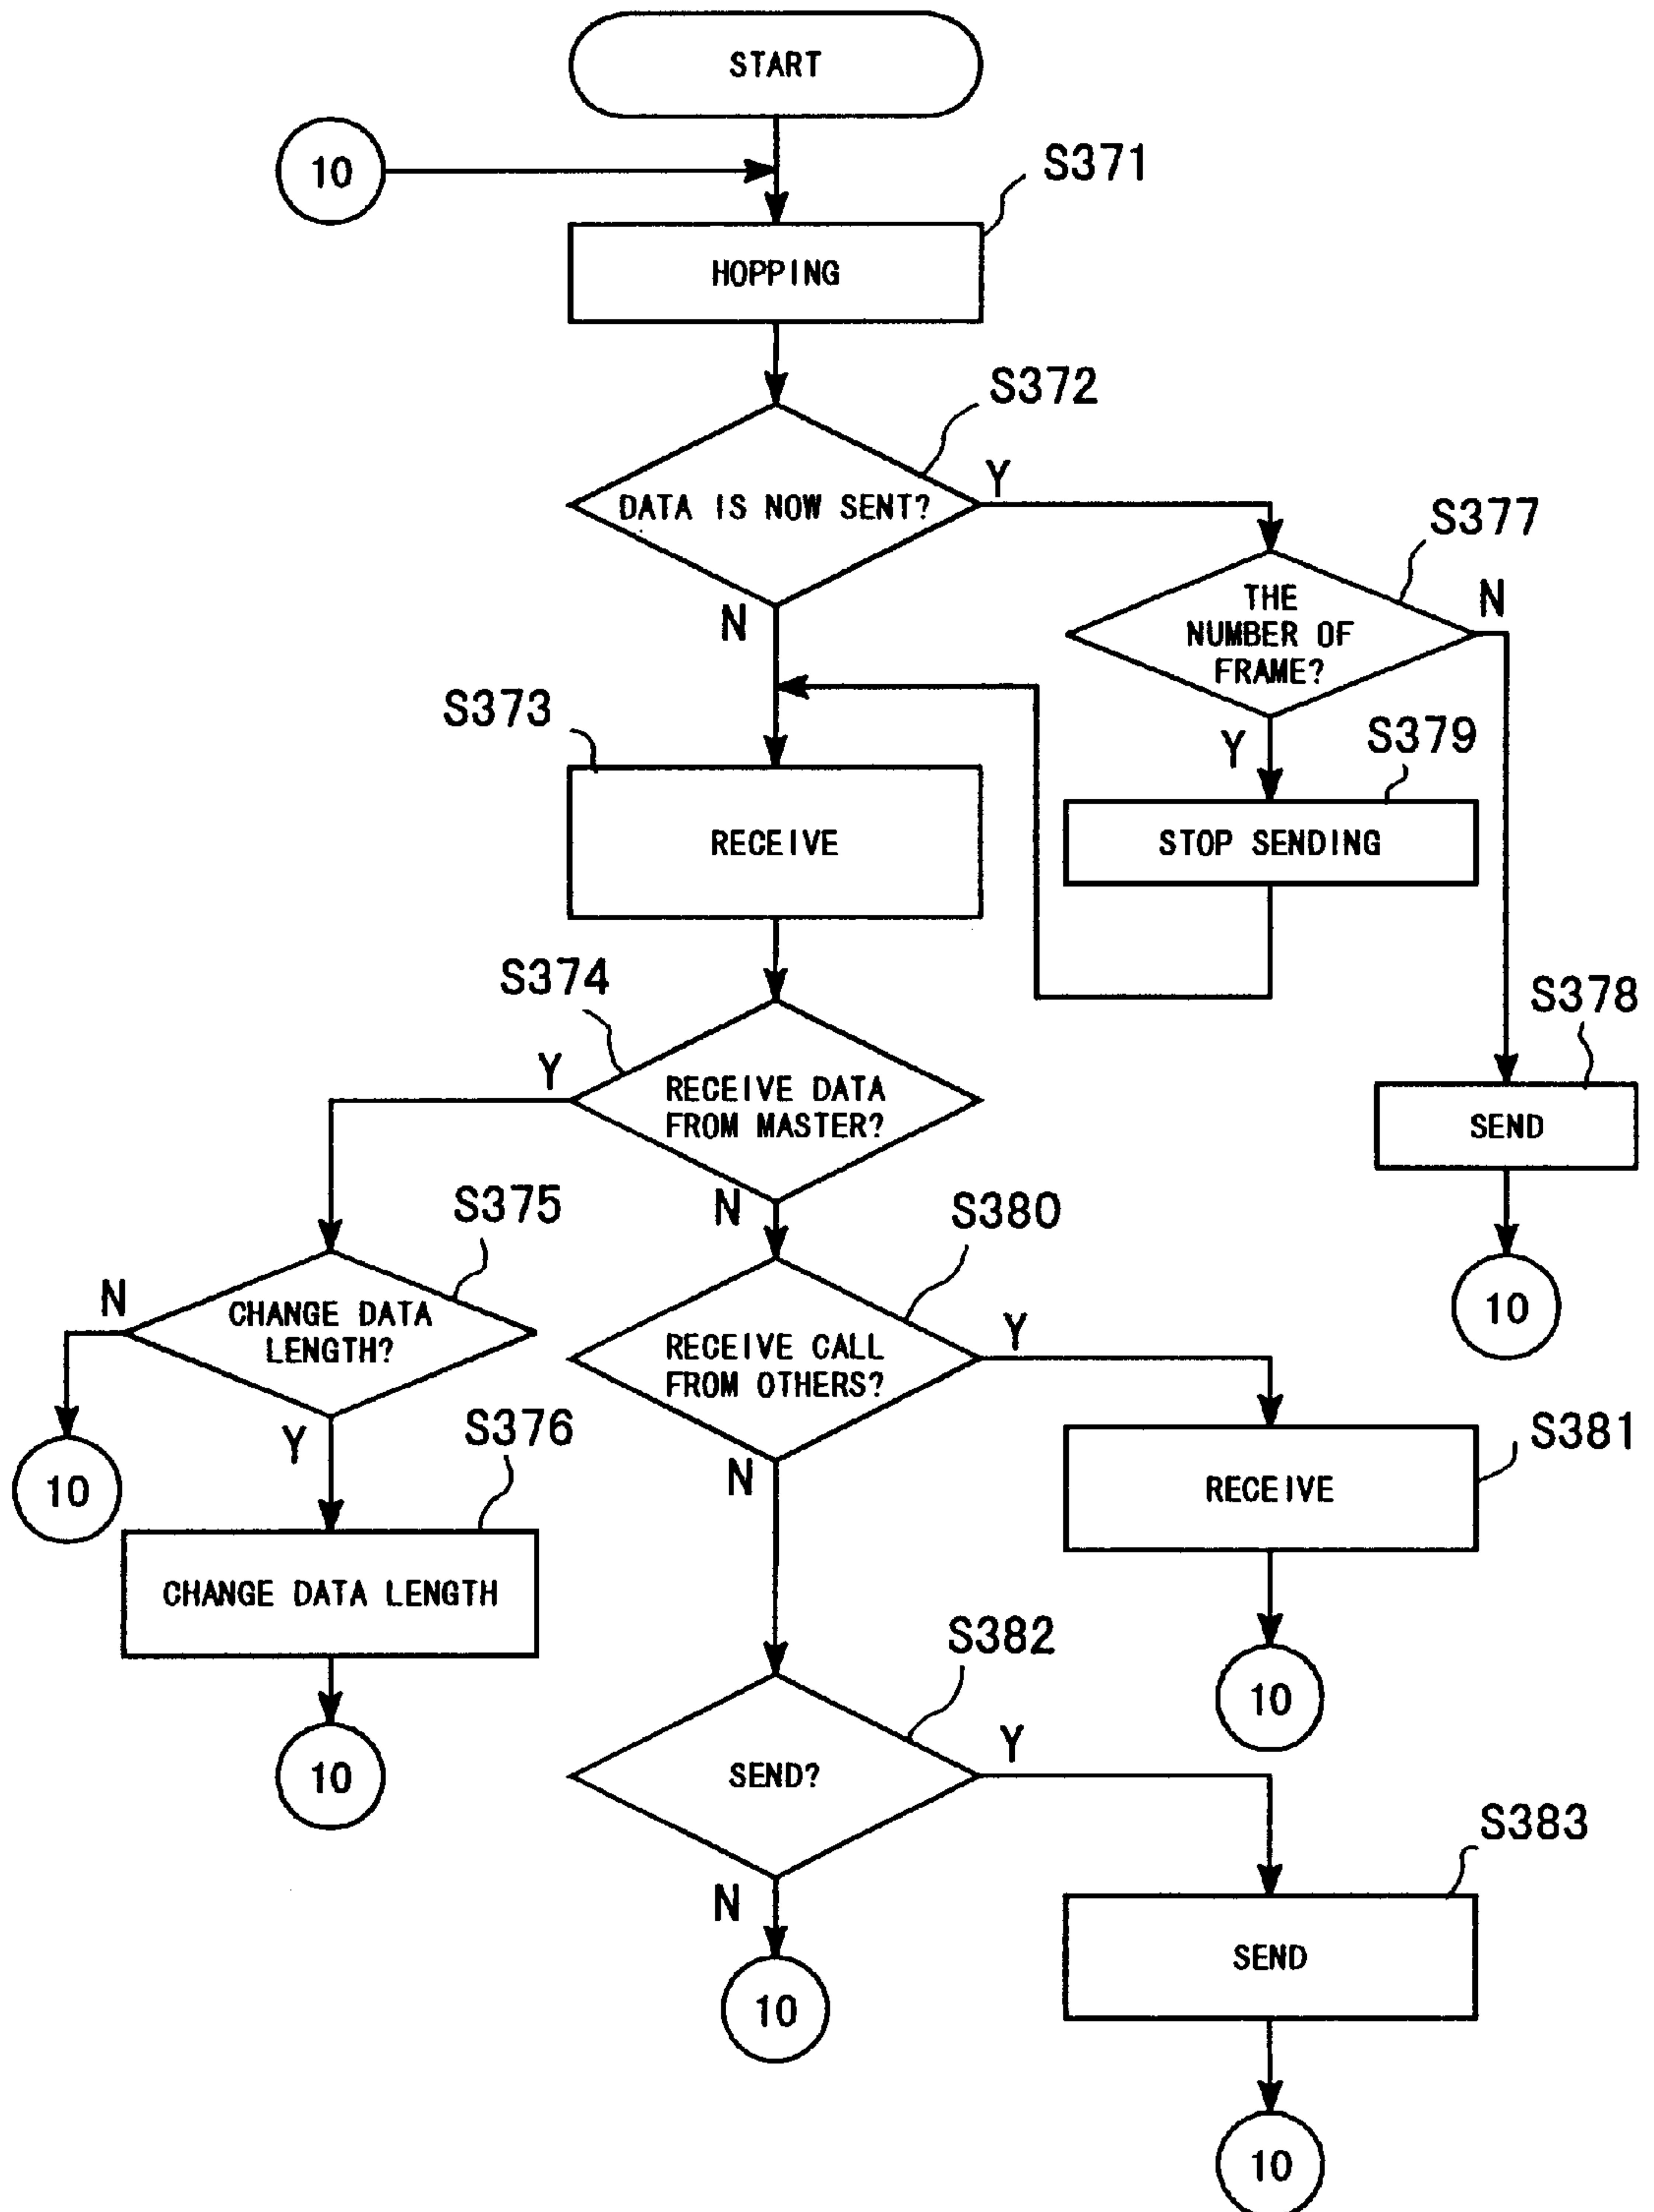 START
10
S371
HOPPING
S372
DATA IS NOW SENT?
Y
N
S377
THE
NUMBER OF
FRAME?
N
Y
S373
RECEIVE
S379
STOP SENDING
S374
RECEIVE DATA
FROM MASTER?
Y
N
S378
SEND
10
S375
CHANGE DATA
LENGTH?
N
Y
10
S376
CHANGE DATA LENGTH
10
S380
RECEIVE CALL
FROM OTHERS?
Y
N
S381
RECEIVE
10
S382
SEND?
Y
N
10
S383
SEND
10